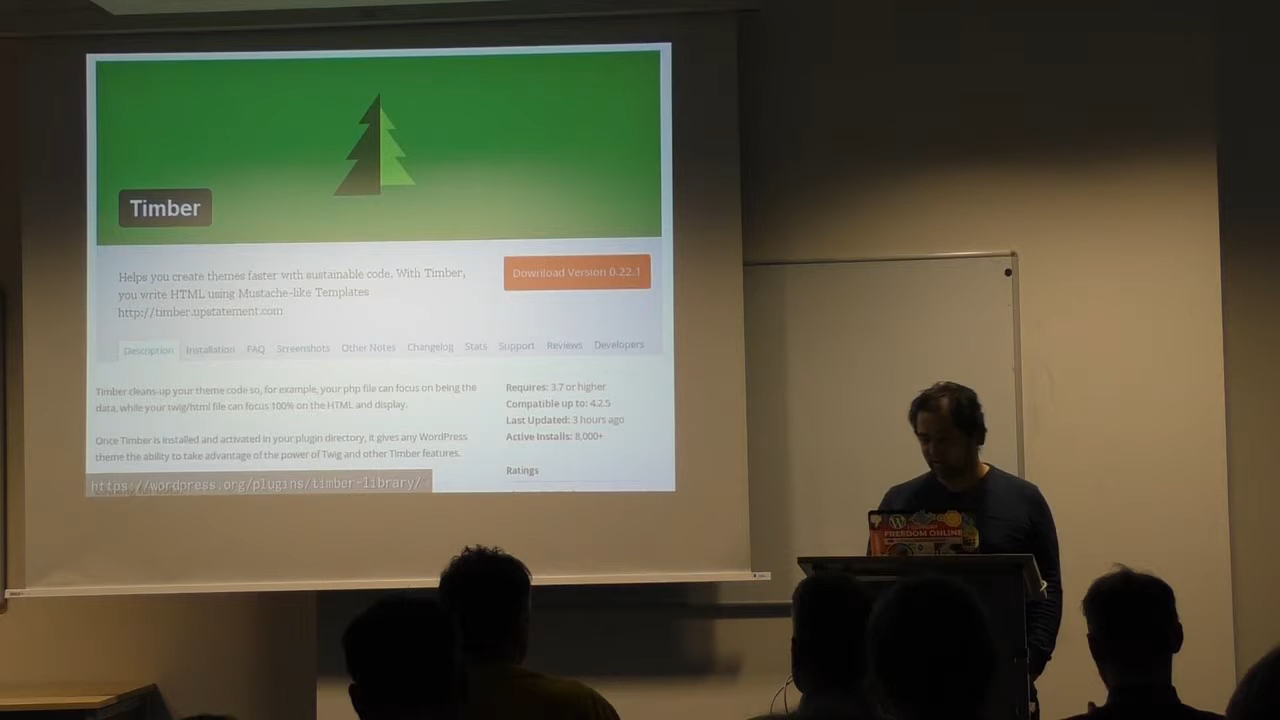 Timber
Helps you create themes faster with sustainable code. With Timber,
you write HTML using Mustache-like Templates
http://timber.upstatement.com
Download Version 0.22.1
Description Installation FAQ Screenshots Other Notes Changelog Stats Support Reviews Developers
Timber cleans-up your theme code so, for example, your php file can focus on being the
data, while your twig/html file can focus 100% on the HTML and display.
Once Timber is installed and activated in your plugin directory, it gives any WordPress
theme the ability to take advantage of the power of Twig and other Timber features.
Requires: 3.7 or higher
Compatible up to: 4.2.5
Last Updated: 3 hours ago
Active Installs: 8,000+
Ratings
https://wordpress.org/plugins/timber-library/
FREEDOM ONLINE